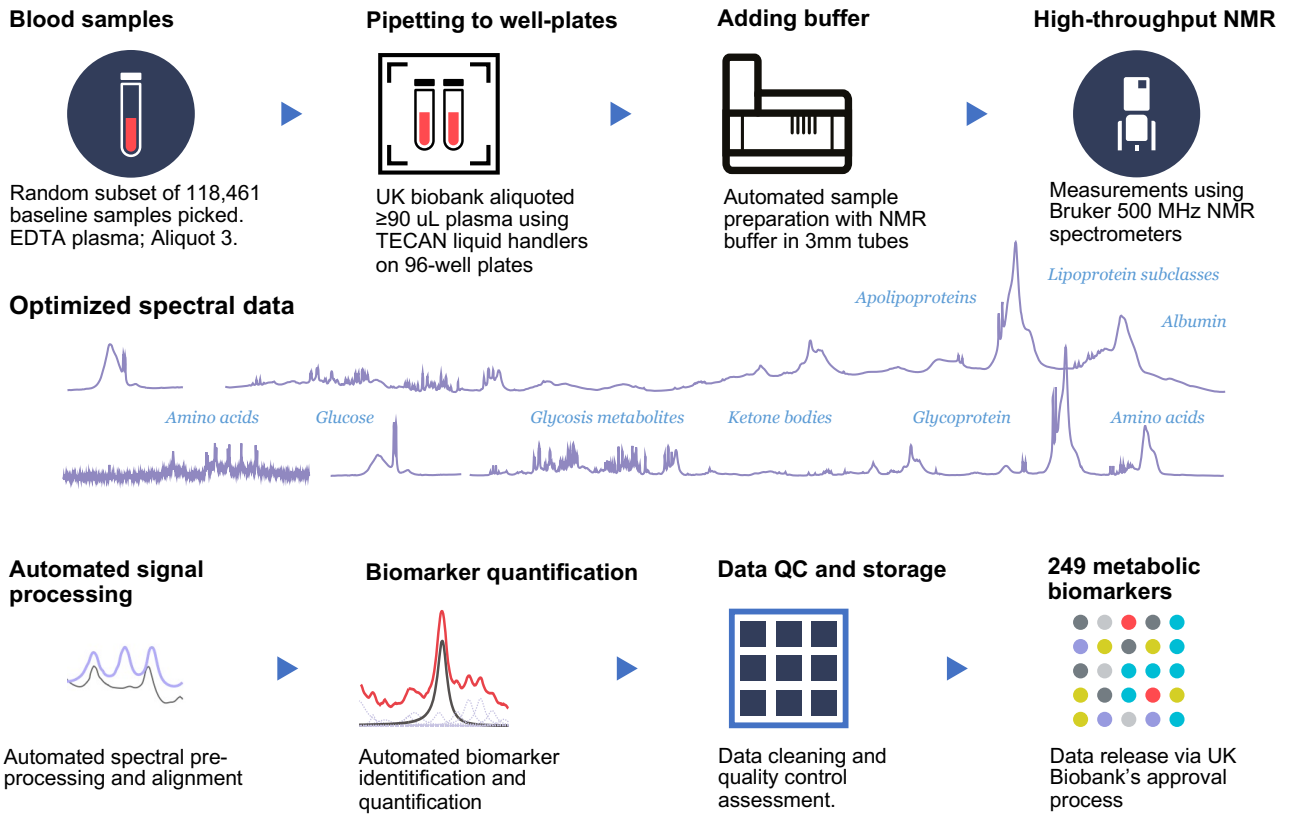 Blood samples
Random subset of 118,461
baseline samples picked.
EDTA plasma; Aliquot 3.
Pipetting to well-plates
UK biobank aliquoted
≥90 uL plasma using
TECAN liquid handlers
on 96-well plates
Adding buffer
Automated sample
preparation with NMR
buffer in 3mm tubes
High-throughput NMR
Measurements using
Bruker 500 MHz NMR
spectrometers
Optimized spectral data
Apolipoproteins
Lipoprotein subclasses
Albumin
Amino acids
Glucose
Glycosis metabolites
Ketone bodies
Glycoprotein
Amino acids
Automated signal
processing
Automated spectral pre-
processing and alignment
Biomarker quantification
Automated biomarker
identitification and
quantification
Data QC and storage
Data cleaning and
quality control
assessment.
249 metabolic
biomarkers
Data release via UK
Biobank's approval
process